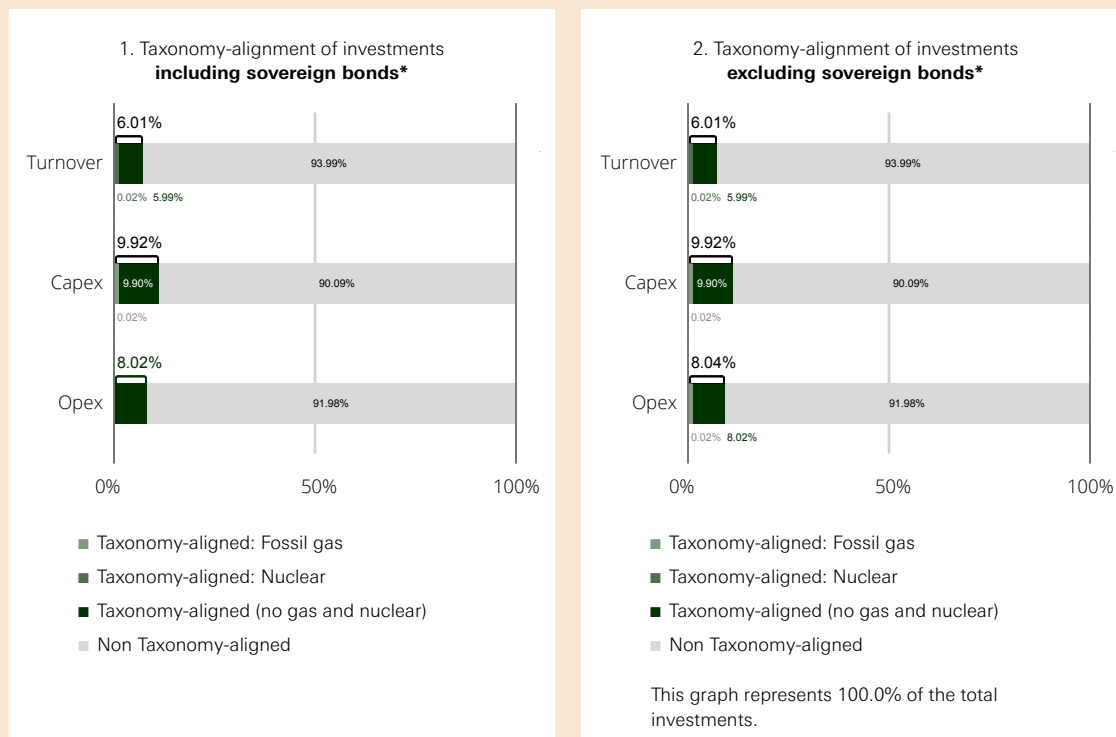 1. Taxonomy-alignment of investments
including sovereign bonds*
6.01%
Turnover
93.99%
0.02% 5.99%
9.92%
Capex
9.90%
90.09%
0.02%
8.02%
Opex
91.98%
0%
50%
100%
Taxonomy-aligned: Fossil gas
Taxonomy-aligned: Nuclear
Taxonomy-aligned (no gas and nuclear)
Non Taxonomy-aligned
2. Taxonomy-alignment of investments
excluding sovereign bonds*
6.01%
Turnover
93.99%
0.02% 5.99%
9.92%
Capex
9.90%
90.09%
0.02%
8.04%
Opex
91.98%
0.02% 8.02%
0%
50%
100%
Taxonomy-aligned: Fossil gas
Taxonomy-aligned: Nuclear
Taxonomy-aligned (no gas and nuclear)
Non Taxonomy-aligned
This graph represents 100.0% of the total
investments.